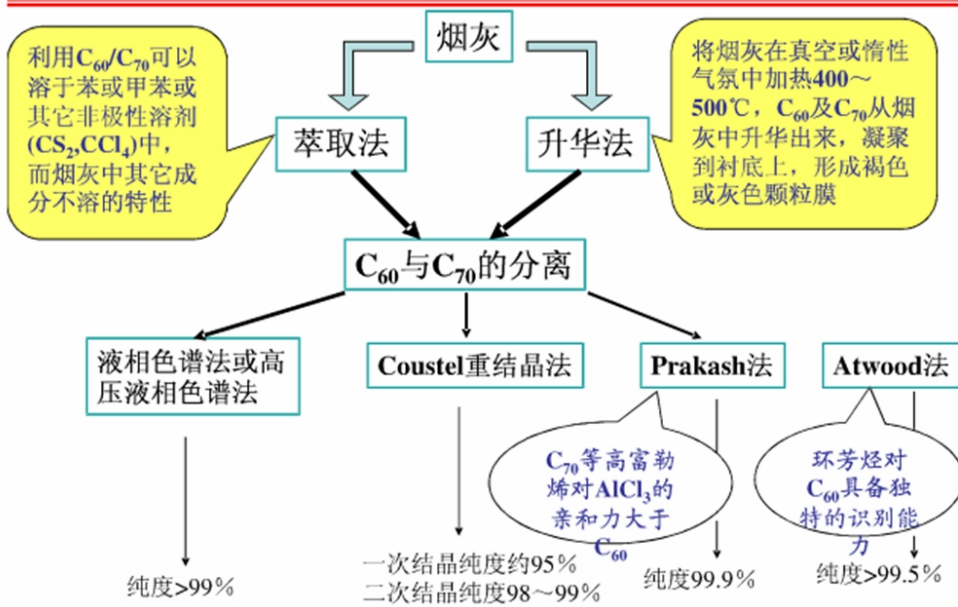 烟灰
利用C₆₀/C₇₀可以
溶于苯或甲苯或
其它非极性溶剂
(CS₂,CCl₄)中,
而烟灰中其它成
分不溶的特性
将烟灰在真空或惰性
气氛中加热400～
500℃，C₆₀及C₇₀从烟
灰中升华出来，凝聚
到衬底上，形成褐色
或灰色颗粒膜
萃取法
升华法
C₆₀与C₇₀的分离
液相色谱法或高
压液相色谱法
Coustel重结晶法
Prakash法
Atwood法
C₇₀等高富勒
烯对AlCl₃的
亲和力大于
C₆₀
环芳烃对
C₆₀具备独
特的识别能
力
纯度>99%
一次结晶纯度约95%
二次结晶纯度98～99%
纯度99.9%
纯度>99.5%